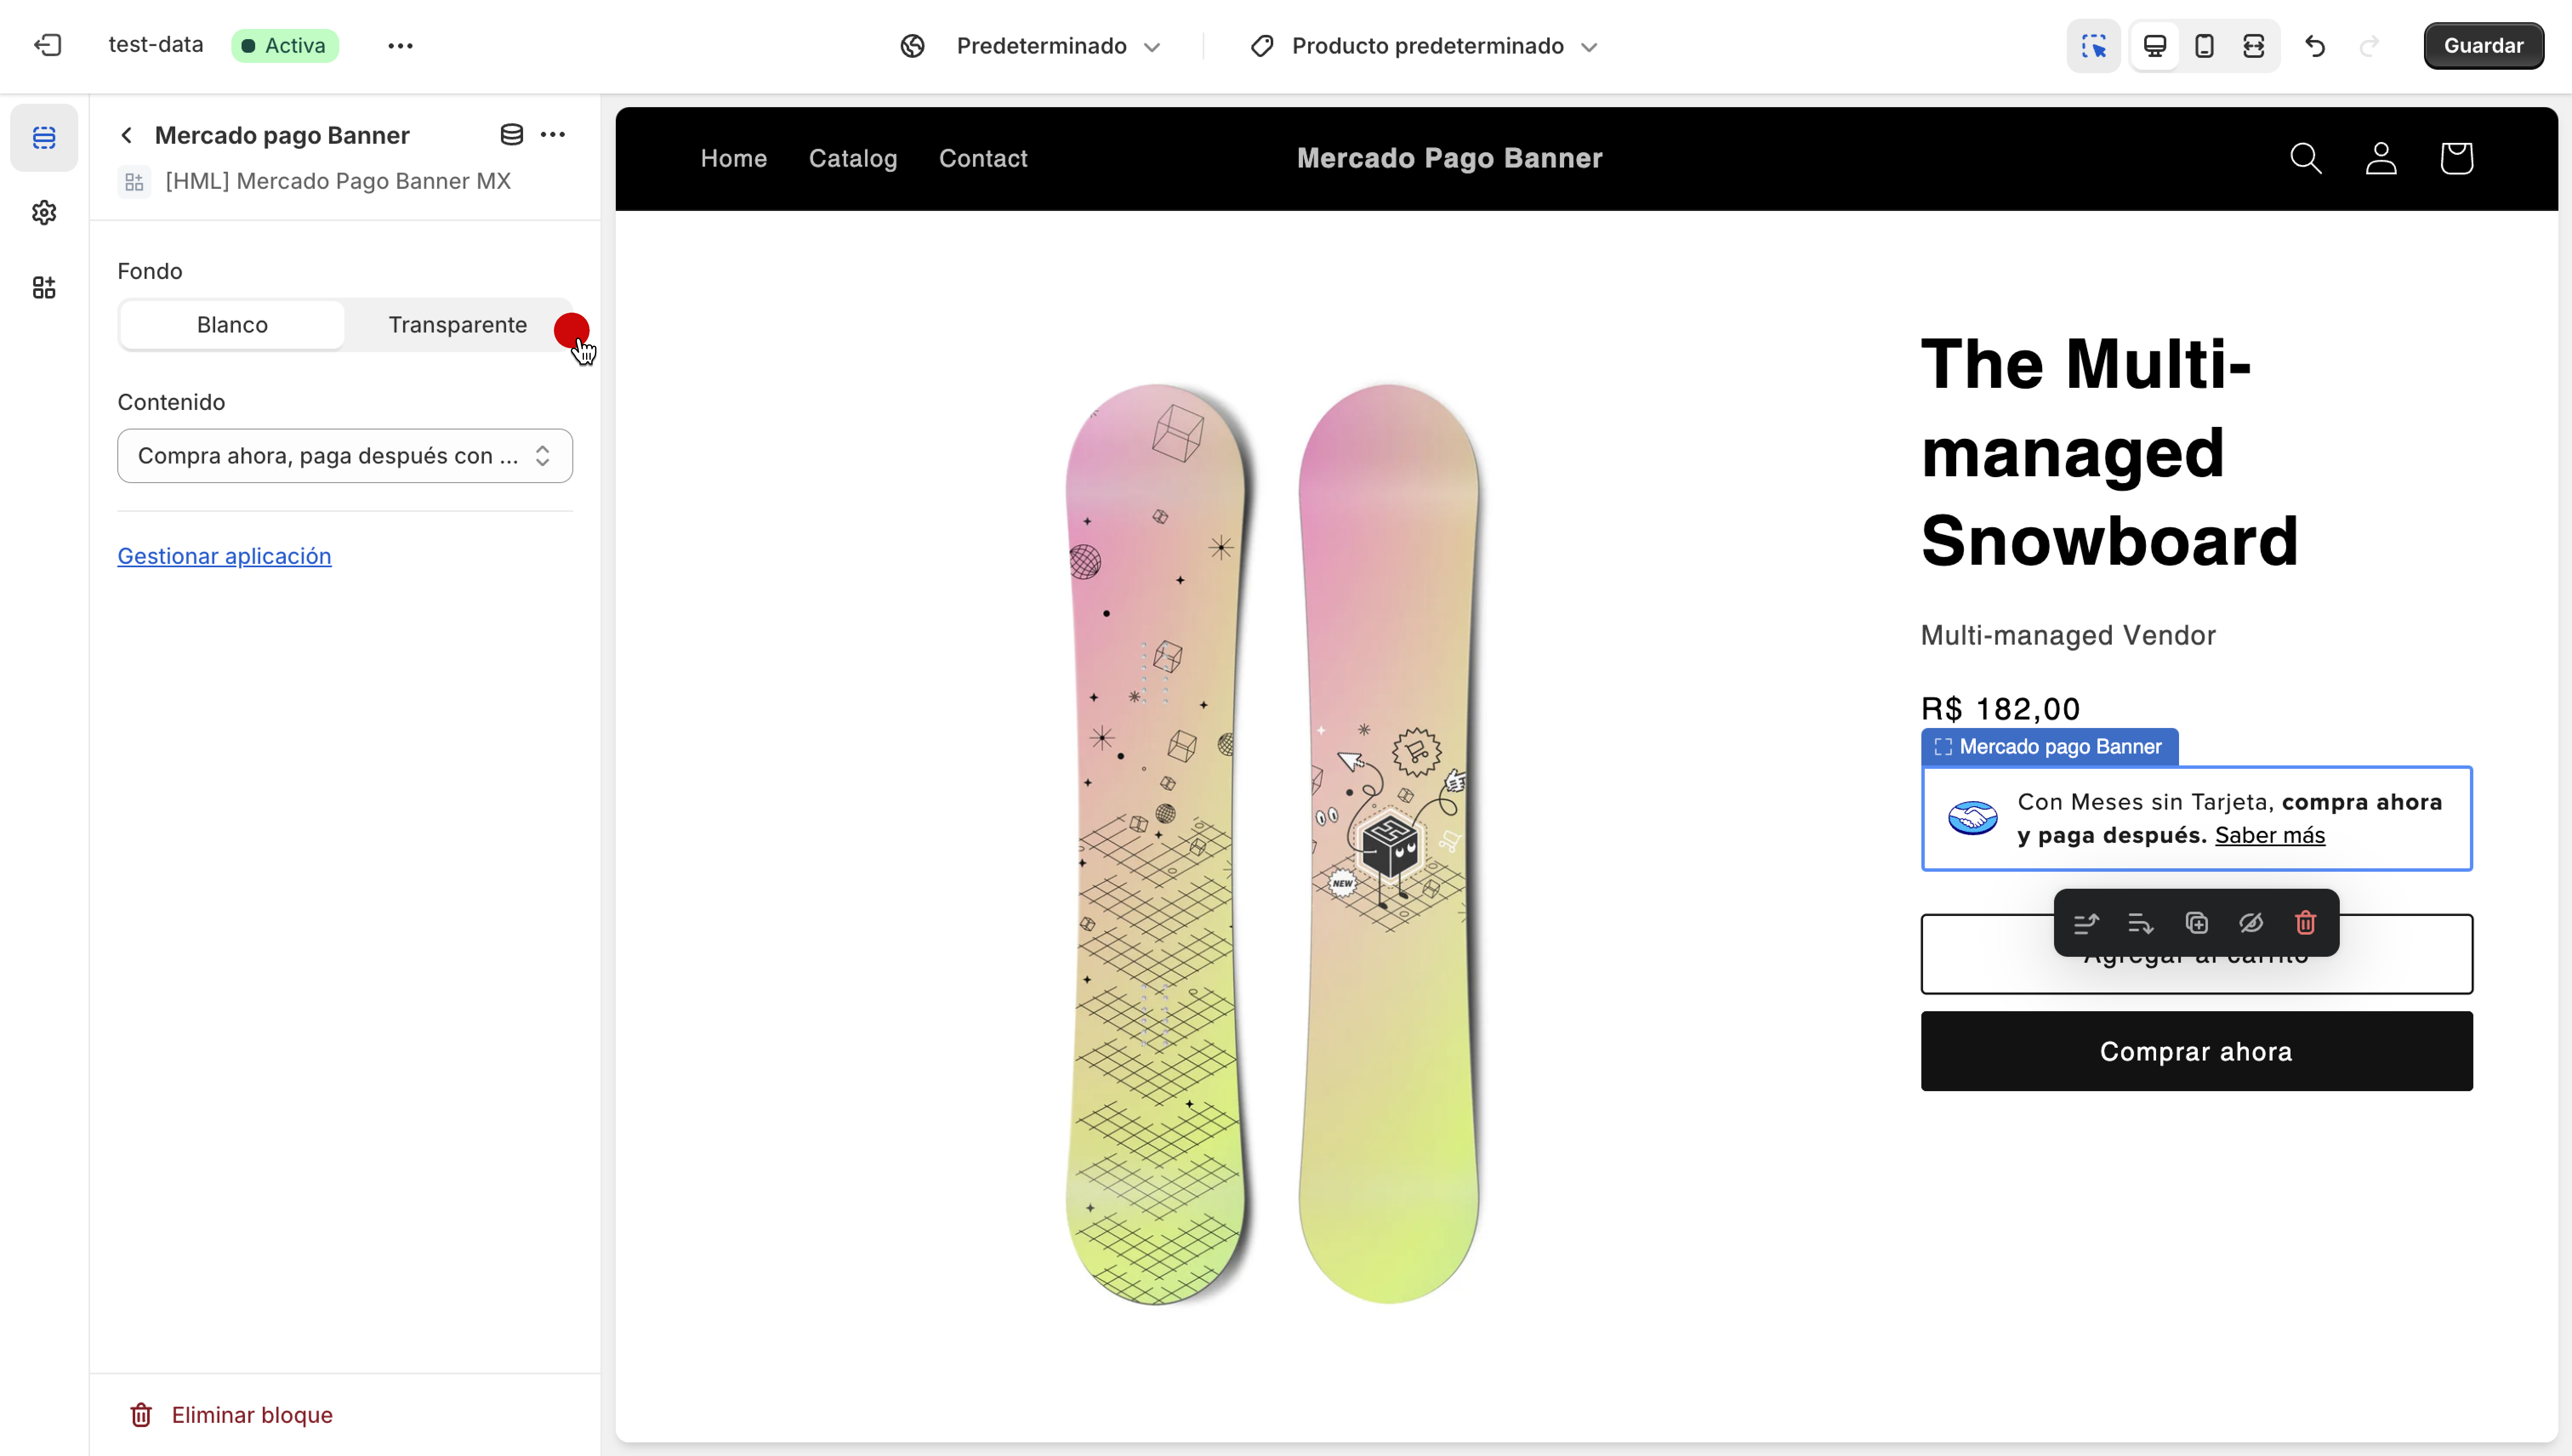 test-data
Activa
Predeterminado
Producto predeterminado
Guardar
Mercado pago Banner
[HML] Mercado Pago Banner MX
Fondo
Blanco
Transparente
Contenido
Compra ahora, paga después con ...
Gestionar aplicación
Eliminar bloque
Home
Catalog
Contact
Mercado Pago Banner
NEW
The Multi-
managed
Snowboard
Multi-managed Vendor
R$ 182,00
Mercado pago Banner
Con Meses sin Tarjeta, compra ahora
y paga después. Saber más
Agregar al carrito
Comprar ahora